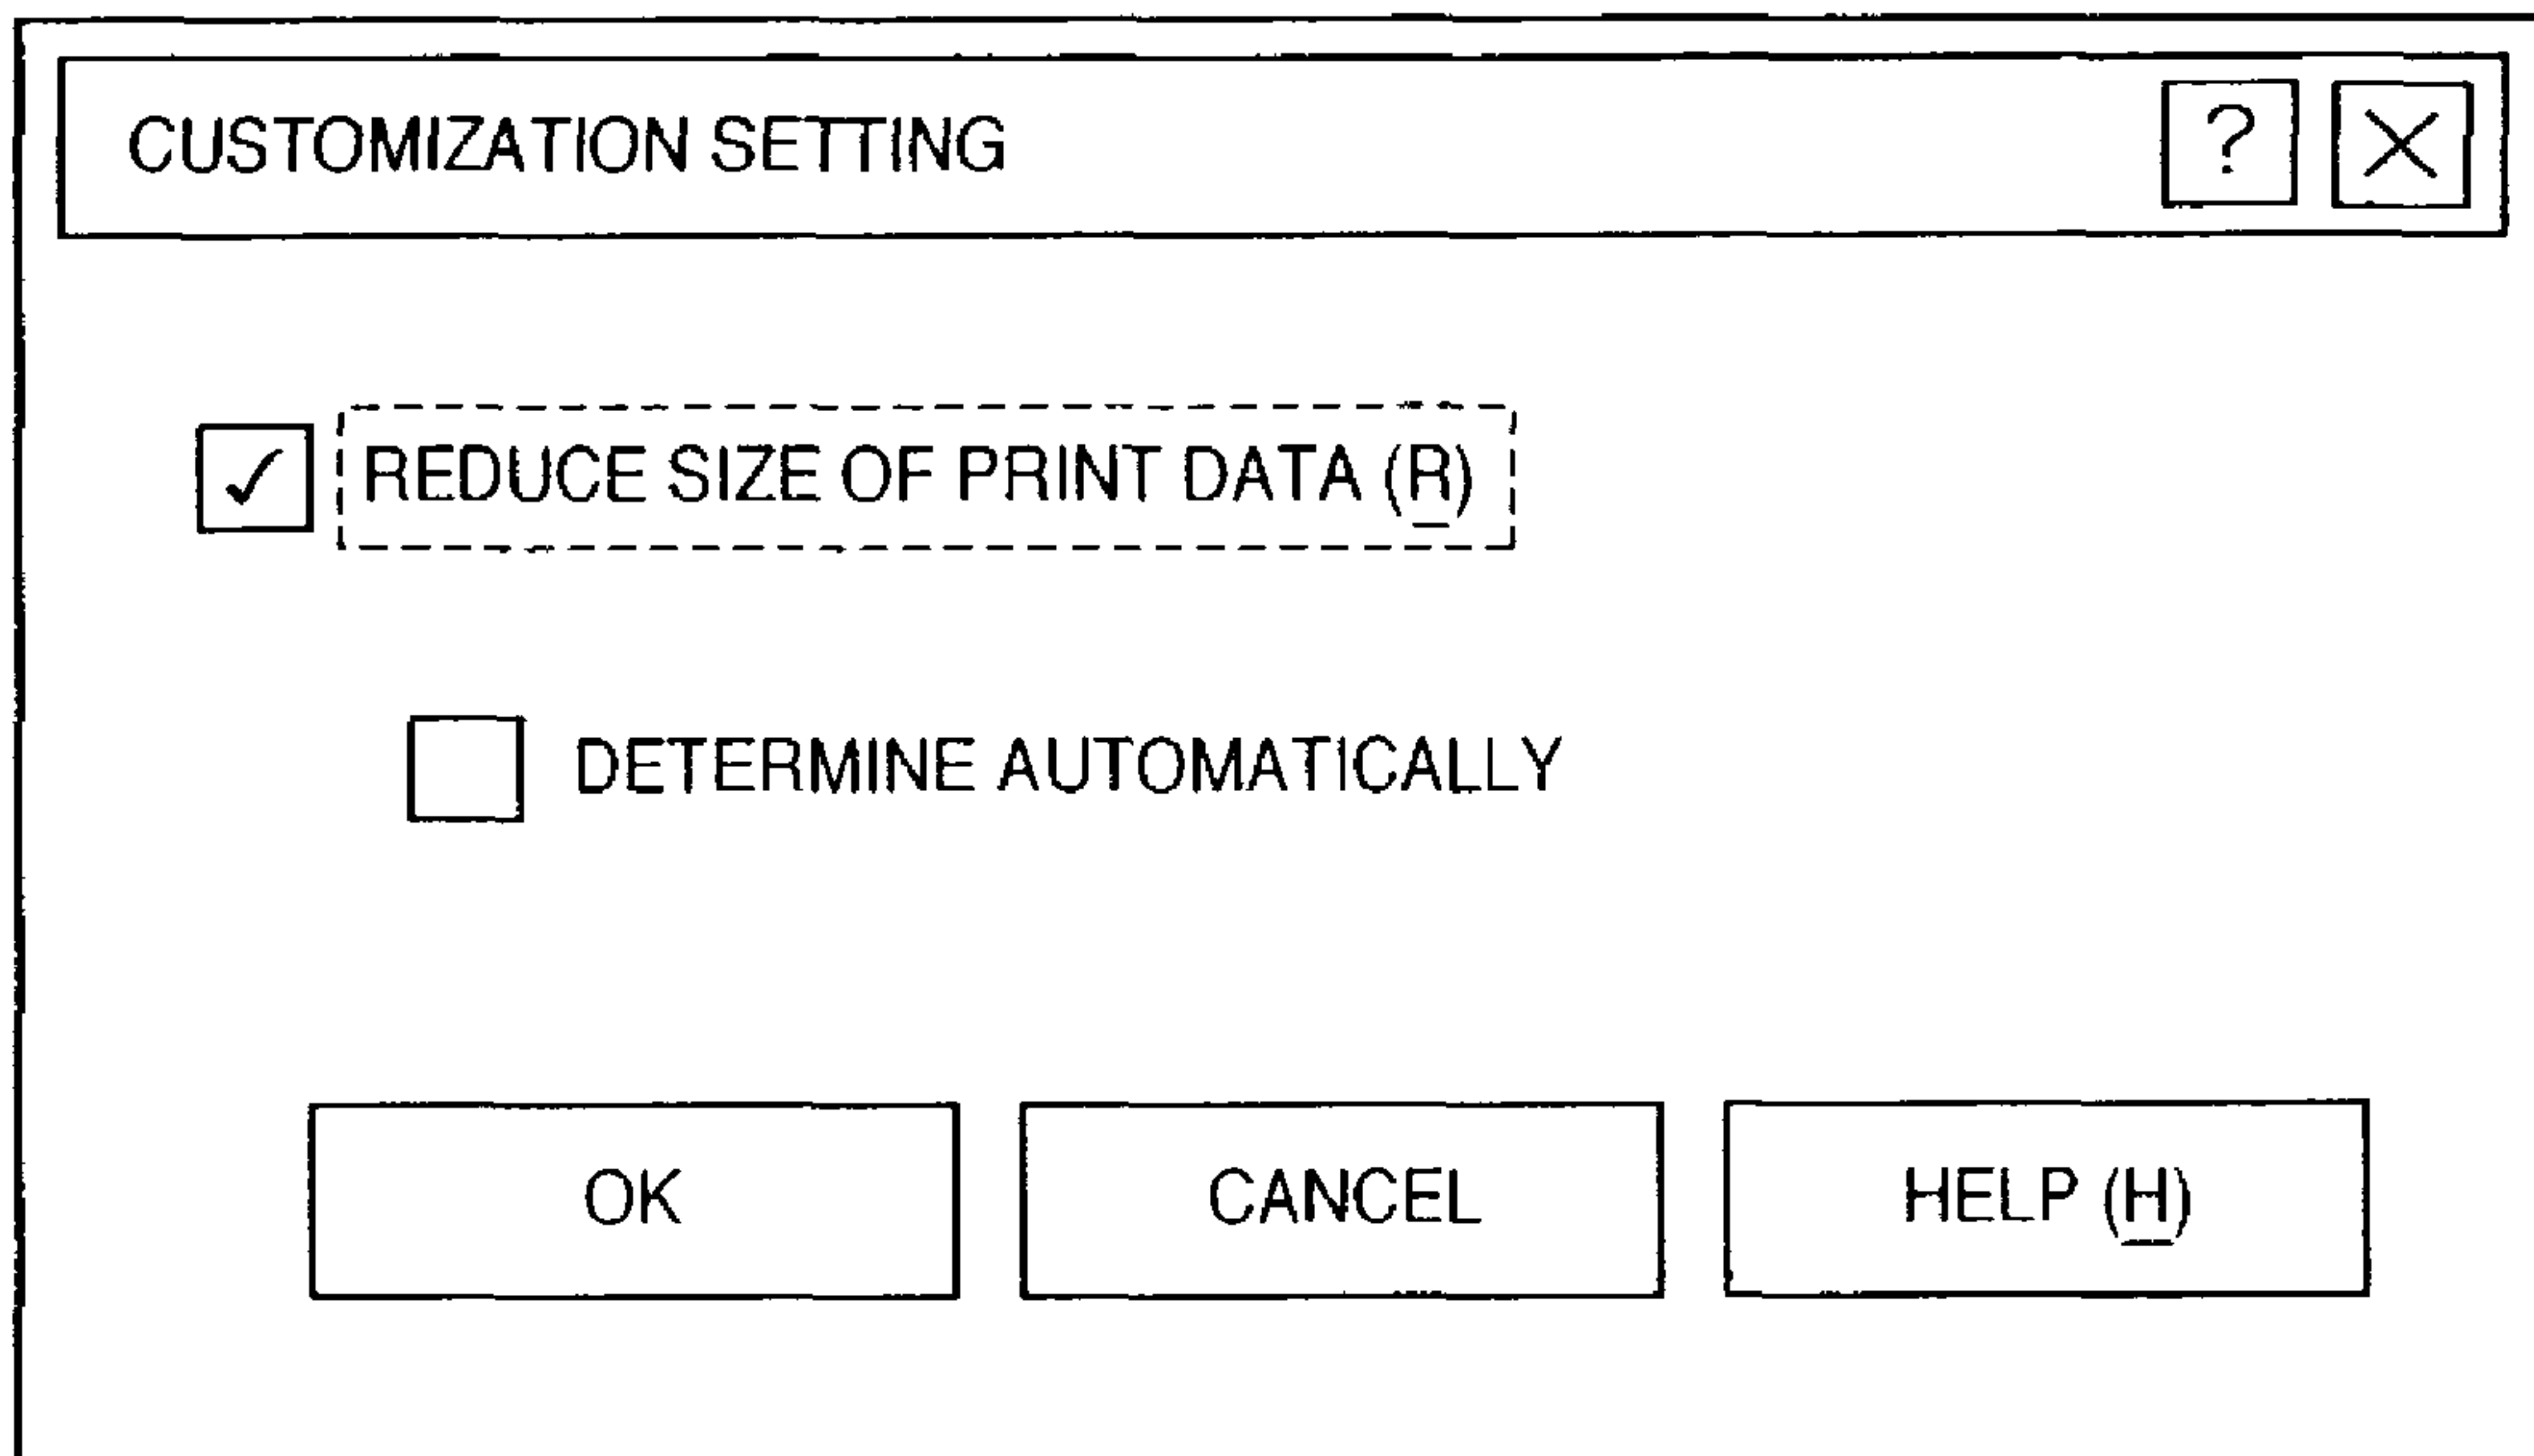 CUSTOMIZATION SETTING ?
REDUCE SIZE OF PRINT DATA (R)
DETERMINE AUTOMATICALLY
OK CANCEL HELP (H)